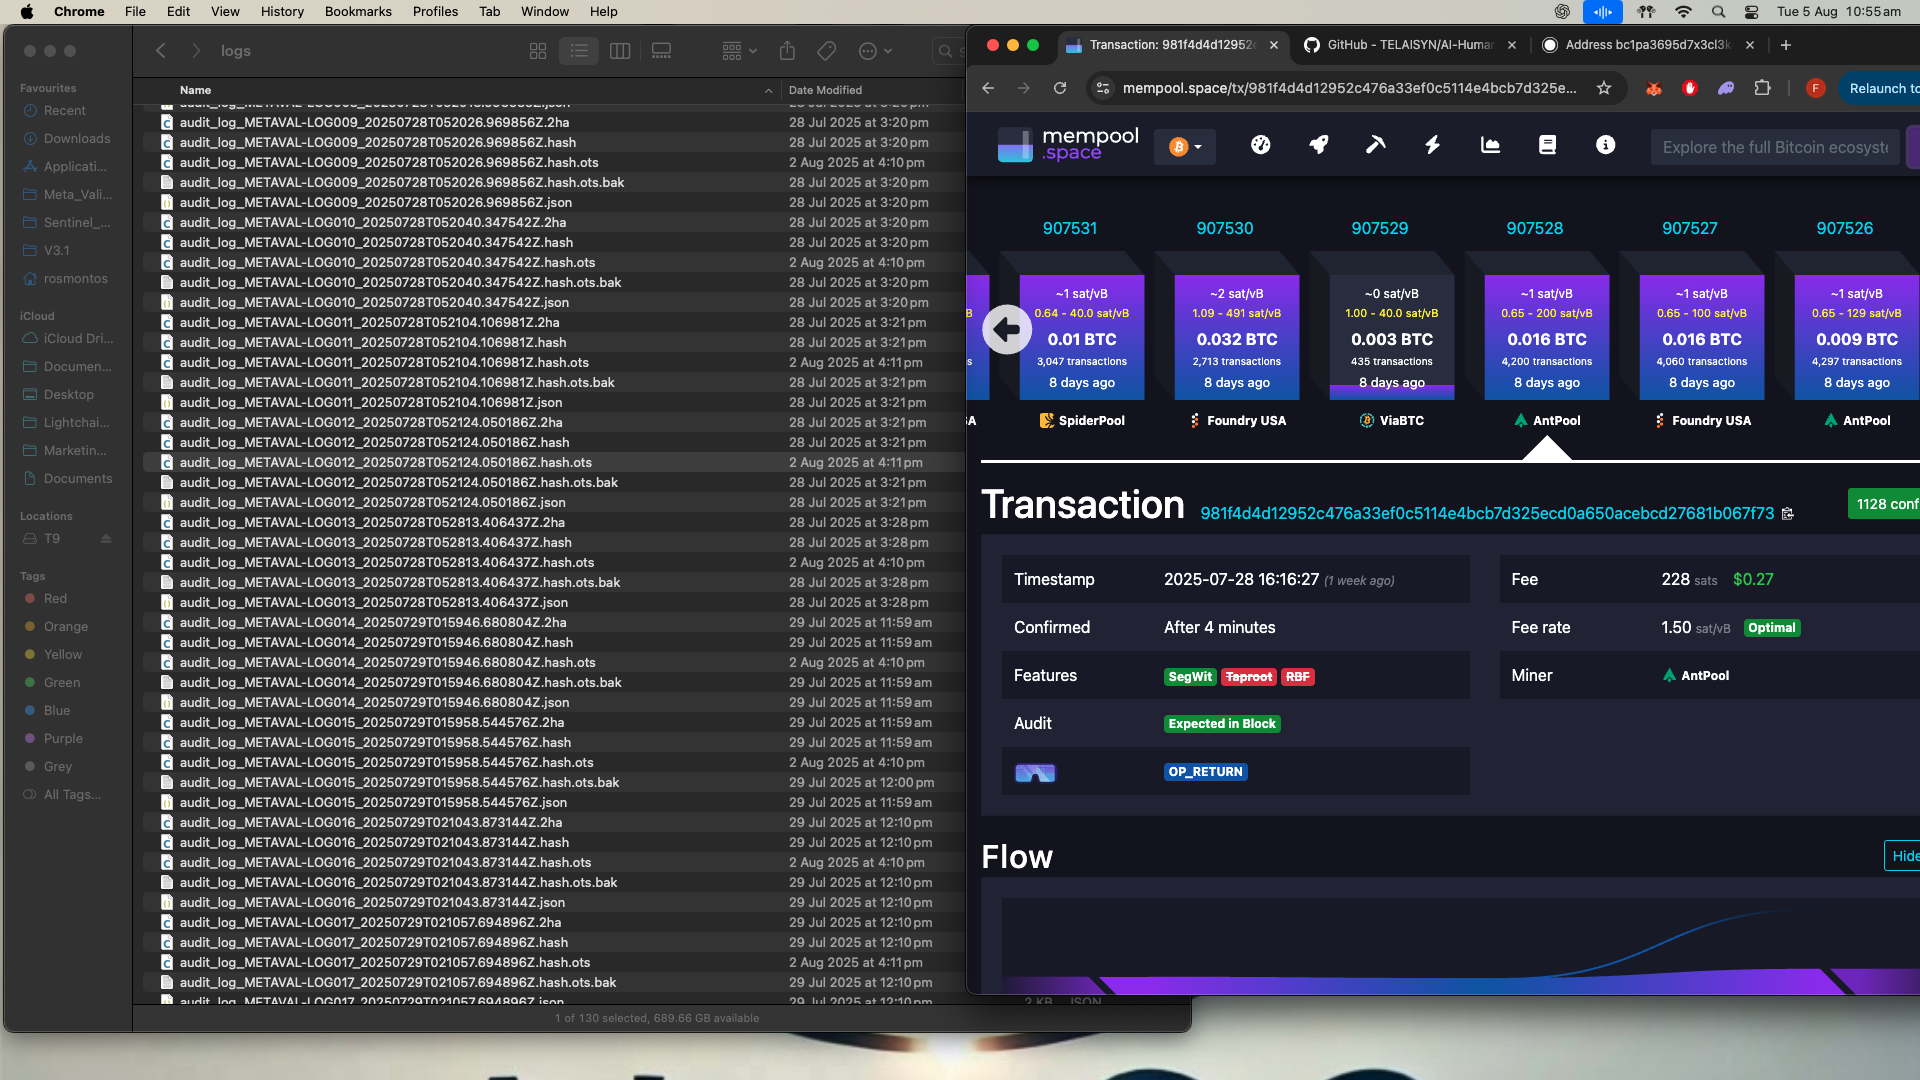 Chrome File Edit View History Bookmarks Profiles Tab Window Help Tue 5 Aug 10:55 am
logs
Favourites
Recent
Downloads
Applicati...
Meta_Vali...
Sentinel_...
V3.1
rosmontos
iCloud
iCloud Dri...
Documen...
Desktop
Lightchai...
Marketin...
Documents
Locations
T9
Tags
Red
Orange
Yellow
Green
Blue
Purple
Grey
All Tags...
Name Date Modified
audit_log_METAVAL-LOG009_20250728T052026.969856Z.2ha 28 Jul 2025 at 3:20 pm
audit_log_METAVAL-LOG009_20250728T052026.969856Z.hash 28 Jul 2025 at 3:20 pm
audit_log_METAVAL-LOG009_20250728T052026.969856Z.hash.ots 2 Aug 2025 at 4:10 pm
audit_log_METAVAL-LOG009_20250728T052026.969856Z.hash.ots.bak 28 Jul 2025 at 3:20 pm
audit_log_METAVAL-LOG009_20250728T052026.969856Z.json 28 Jul 2025 at 3:20 pm
audit_log_METAVAL-LOG010_20250728T052040.347542Z.2ha 28 Jul 2025 at 3:20 pm
audit_log_METAVAL-LOG010_20250728T052040.347542Z.hash 28 Jul 2025 at 3:20 pm
audit_log_METAVAL-LOG010_20250728T052040.347542Z.hash.ots 2 Aug 2025 at 4:10 pm
audit_log_METAVAL-LOG010_20250728T052040.347542Z.hash.ots.bak 28 Jul 2025 at 3:20 pm
audit_log_METAVAL-LOG010_20250728T052040.347542Z.json 28 Jul 2025 at 3:20 pm
audit_log_METAVAL-LOG011_20250728T052104.106981Z.2ha 28 Jul 2025 at 3:21 pm
audit_log_METAVAL-LOG011_20250728T052104.106981Z.hash 28 Jul 2025 at 3:21 pm
audit_log_METAVAL-LOG011_20250728T052104.106981Z.hash.ots 2 Aug 2025 at 4:11 pm
audit_log_METAVAL-LOG011_20250728T052104.106981Z.hash.ots.bak 28 Jul 2025 at 3:21 pm
audit_log_METAVAL-LOG011_20250728T052104.106981Z.json 28 Jul 2025 at 3:21 pm
audit_log_METAVAL-LOG012_20250728T052124.050186Z.2ha 28 Jul 2025 at 3:21 pm
audit_log_METAVAL-LOG012_20250728T052124.050186Z.hash 28 Jul 2025 at 3:21 pm
audit_log_METAVAL-LOG012_20250728T052124.050186Z.hash.ots 2 Aug 2025 at 4:11 pm
audit_log_METAVAL-LOG012_20250728T052124.050186Z.hash.ots.bak 28 Jul 2025 at 3:21 pm
audit_log_METAVAL-LOG012_20250728T052124.050186Z.json 28 Jul 2025 at 3:21 pm
audit_log_METAVAL-LOG013_20250728T052813.406437Z.2ha 28 Jul 2025 at 3:28 pm
audit_log_METAVAL-LOG013_20250728T052813.406437Z.hash 28 Jul 2025 at 3:28 pm
audit_log_METAVAL-LOG013_20250728T052813.406437Z.hash.ots 2 Aug 2025 at 4:10 pm
audit_log_METAVAL-LOG013_20250728T052813.406437Z.hash.ots.bak 28 Jul 2025 at 3:28 pm
audit_log_METAVAL-LOG013_20250728T052813.406437Z.json 28 Jul 2025 at 3:28 pm
audit_log_METAVAL-LOG014_20250729T015946.680804Z.2ha 29 Jul 2025 at 11:59 am
audit_log_METAVAL-LOG014_20250729T015946.680804Z.hash 29 Jul 2025 at 11:59 am
audit_log_METAVAL-LOG014_20250729T015946.680804Z.hash.ots 2 Aug 2025 at 4:10 pm
audit_log_METAVAL-LOG014_20250729T015946.680804Z.hash.ots.bak 29 Jul 2025 at 11:59 am
audit_log_METAVAL-LOG014_20250729T015946.680804Z.json 29 Jul 2025 at 11:59 am
audit_log_METAVAL-LOG015_20250729T015958.544576Z.2ha 29 Jul 2025 at 11:59 am
audit_log_METAVAL-LOG015_20250729T015958.544576Z.hash 29 Jul 2025 at 11:59 am
audit_log_METAVAL-LOG015_20250729T015958.544576Z.hash.ots 2 Aug 2025 at 4:10 pm
audit_log_METAVAL-LOG015_20250729T015958.544576Z.hash.ots.bak 29 Jul 2025 at 12:00 pm
audit_log_METAVAL-LOG015_20250729T015958.544576Z.json 29 Jul 2025 at 11:59 am
audit_log_METAVAL-LOG016_20250729T021043.873144Z.2ha 29 Jul 2025 at 12:10 pm
audit_log_METAVAL-LOG016_20250729T021043.873144Z.hash 29 Jul 2025 at 12:10 pm
audit_log_METAVAL-LOG016_20250729T021043.873144Z.hash.ots 2 Aug 2025 at 4:10 pm
audit_log_METAVAL-LOG016_20250729T021043.873144Z.hash.ots.bak 29 Jul 2025 at 12:10 pm
audit_log_METAVAL-LOG016_20250729T021043.873144Z.json 29 Jul 2025 at 12:10 pm
audit_log_METAVAL-LOG017_20250729T021057.694896Z.2ha 29 Jul 2025 at 12:10 pm
audit_log_METAVAL-LOG017_20250729T021057.694896Z.hash 29 Jul 2025 at 12:10 pm
audit_log_METAVAL-LOG017_20250729T021057.694896Z.hash.ots 2 Aug 2025 at 4:11 pm
audit_log_METAVAL-LOG017_20250729T021057.694896Z.hash.ots.bak 29 Jul 2025 at 12:10 pm
audit_log_METAVAL-LOG017_20250729T021057.694896Z.json 29 Jul 2025 at 12:10 pm 2 KB JSON
1 of 130 selected, 689.66 GB available
Transaction: 981f4d4d12952 GitHub - TELAISYN/AI-Human Address bc1pa3695d7x3cl3k
mempool.space/tx/981f4d4d12952c476a33ef0c5114e4bcb7d325e... F Relaunch to
mempool
.space
Explore the full Bitcoin ecosyste
907531 907530 907529 907528 907527 907526
~1 sat/vB ~2 sat/vB ~0 sat/vB ~1 sat/vB ~1 sat/vB ~1 sat/vB
B 0.64 - 40.0 sat/vB 1.09 - 491 sat/vB 1.00 - 40.0 sat/vB 0.65 - 200 sat/vB 0.65 - 100 sat/vB 0.65 - 129 sat/vB
0.01 BTC 0.032 BTC 0.003 BTC 0.016 BTC 0.016 BTC 0.009 BTC
s 3,047 transactions 2,713 transactions 435 transactions 4,200 transactions 4,060 transactions 4,297 transactions
8 days ago 8 days ago 8 days ago 8 days ago 8 days ago 8 days ago
SA SpiderPool Foundry USA ViaBTC AntPool Foundry USA AntPool
Transaction 981f4d4d12952c476a33ef0c5114e4bcb7d325ecd0a650acebcd27681b067f73 1128 conf
Timestamp 2025-07-28 16:16:27 (1 week ago)
Confirmed After 4 minutes
Features SegWit Taproot RBF
Audit Expected in Block
OP_RETURN
Fee 228 sats $0.27
Fee rate 1.50 sat/vB Optimal
Miner AntPool
Flow Hide